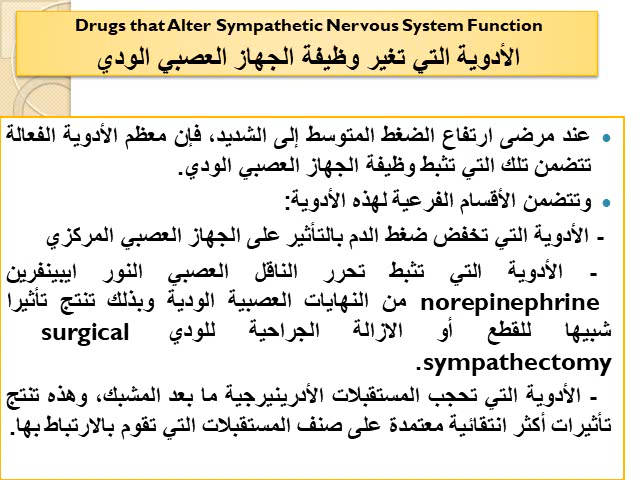 Drugs that Alter Sympathetic Nervous System Function
الأدوية التي تغير وظيفة الجهاز العصبي الودي
• عند مرضى ارتفاع الضغط المتوسط إلى الشديد، فإن معظم الأدوية الفعالة
تتضمن تلك التي تثبط وظيفة الجهاز العصبي الودي.
• وتتضمن الأقسام الفرعية لهذه الأدوية:
- الأدوية التي تخفض ضغط الدم بالتأثير على الجهاز العصبي المركزي
- الأدوية التي تثبط تحرر الناقل العصبي النور ايبينفرين
norepinephrine من النهايات العصبية الودية وبذلك تنتج تأثيرا
شبيها للقطع أو الازالة الجراحية للودي surgical
sympathectomy.
- الأدوية التي تحجب المستقبلات الأدرينيرجية ما بعد المشبك، وهذه تنتج
تأثيرات أكثر انتقائية معتمدة على صنف المستقبلات التي تقوم بالارتباط بها.